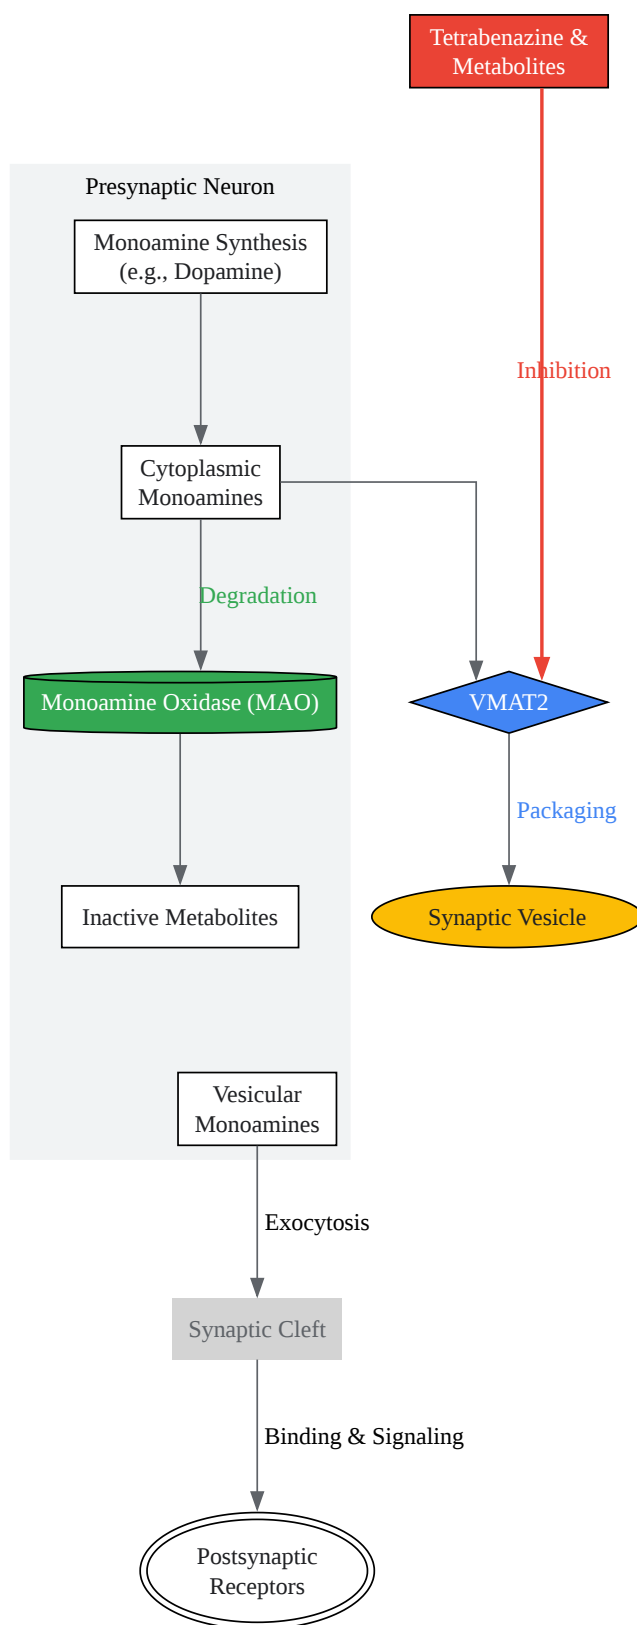 Tetrabenazine &
Metabolites
Presynaptic Neuron
Monoamine Synthesis
(e.g., Dopamine)
Inhibition
Cytoplasmic
Monoamines
Degradation
Monoamine Oxidase (MAO)
VMAT2
Packaging
Inactive Metabolites
Synaptic Vesicle
Vesicular
Monoamines
Exocytosis
Synaptic Cleft
Binding & Signaling
Postsynaptic
Receptors